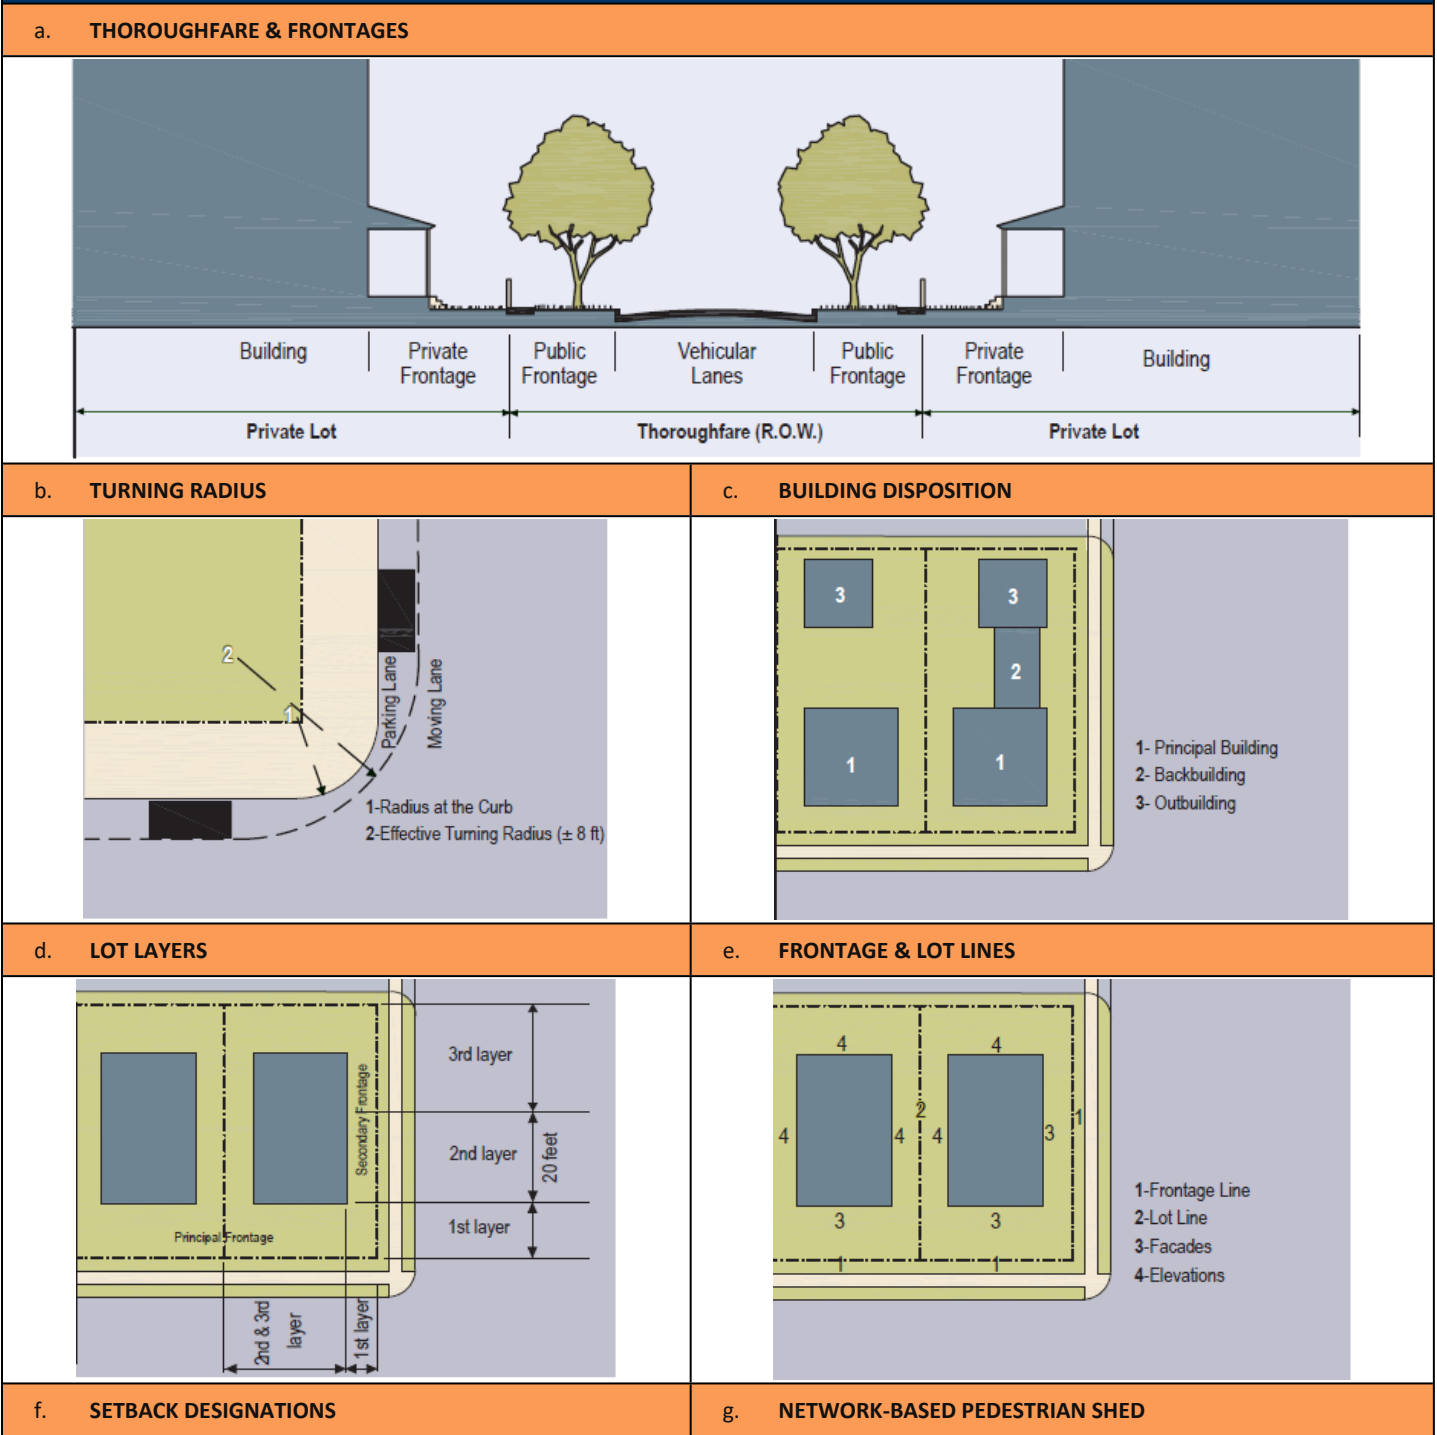 a. THOROUGHFARE & FRONTAGES
Building
Private
Frontage
Public
Frontage
Vehicular
Lanes
Public
Frontage
Private
Frontage
Building
Private Lot
Thoroughfare (R.O.W.)
Private Lot
b. TURNING RADIUS
2
1
Parking Lane
Moving Lane
1-Radius at the Curb
2-Effective Turning Radius (± 8 ft)
c. BUILDING DISPOSITION
3
3
2
1
1
1- Principal Building
2- Backbuilding
3- Outbuilding
d. LOT LAYERS
3rd layer
Secondary Frontage
2nd layer
20 feet
1st layer
Principal Frontage
2nd & 3rd
layer
1st layer
e. FRONTAGE & LOT LINES
4
4
2
1
4
4
4
3
3
3
1
1
1-Frontage Line
2-Lot Line
3-Facades
4-Elevations
f. SETBACK DESIGNATIONS
g. NETWORK-BASED PEDESTRIAN SHED